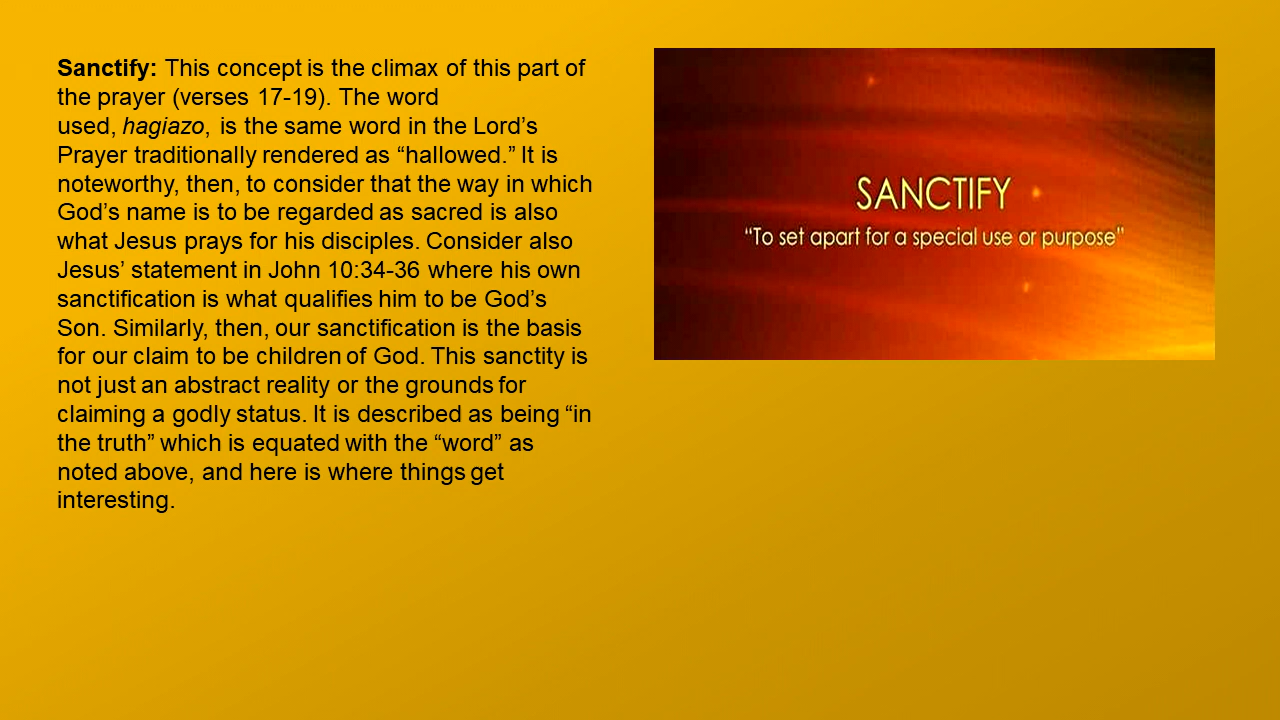 Sanctify: This concept is the climax of this part of
the prayer (verses 17-19). The word
used, hagiazo, is the same word in the Lord’s
Prayer traditionally rendered as “hallowed.” It is
noteworthy, then, to consider that the way in which
God’s name is to be regarded as sacred is also
what Jesus prays for his disciples. Consider also
Jesus’ statement in John 10:34-36 where his own
sanctification is what qualifies him to be God’s
Son. Similarly, then, our sanctification is the basis
for our claim to be children of God. This sanctity is
not just an abstract reality or the grounds for
claiming a godly status. It is described as being “in
the truth” which is equated with the “word” as
noted above, and here is where things get
interesting.
SANCTIFY
“To set apart for a special use or purpose”